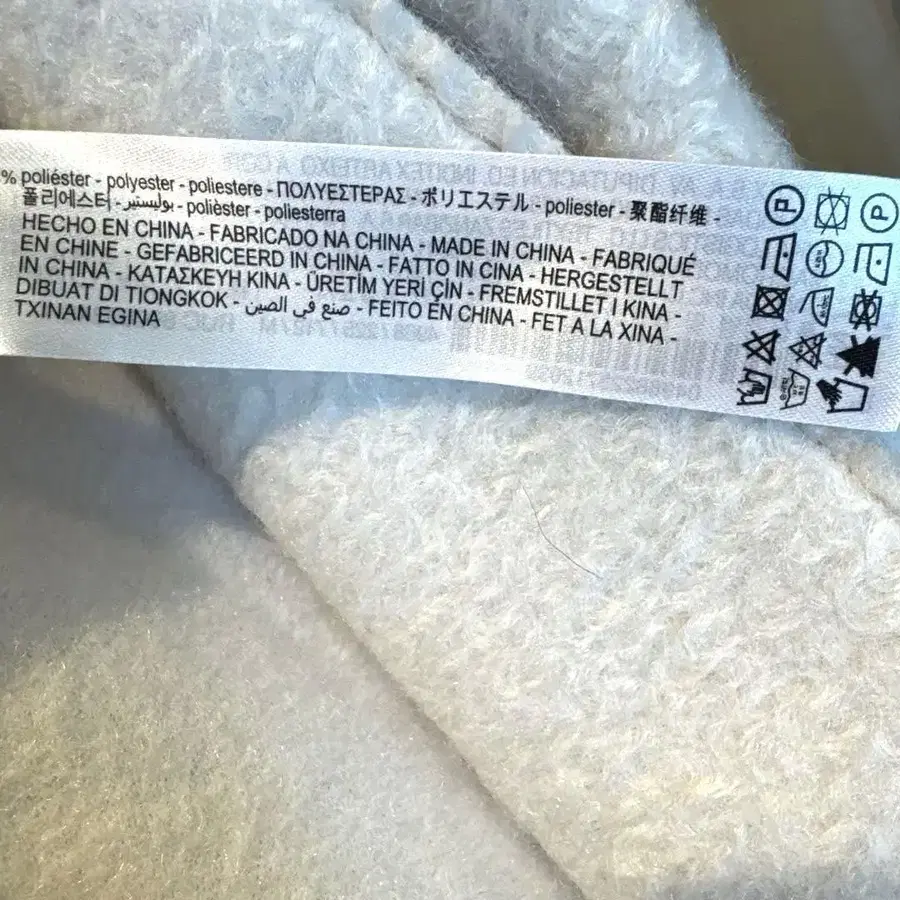 % poliéster - polyester - poliestere - ΠΟΛΥΕΣΤΕΡΑΣ - ポリエステル - poliester - 聚酯纤维 -
폴리에스터 - بوليستير - polièster - poliesterra
HECHO EN CHINA - FABRICADO NA CHINA - MADE IN CHINA - FABRIQUÉ
EN CHINE - GEFABRICEERD IN CHINA - FATTO IN CINA - HERGESTELLT
IN CHINA - ΚΑΤΑΣΚΕΥΗ ΚΙΝΑ - ÜRETİM YERİ ÇİN - FREMSTILLET I KINA -
DIBUAT DI TIONGKOK - صنع في الصين - FEITO EN CHINA - FET A LA XINA -
TXINAN EGINA
P P